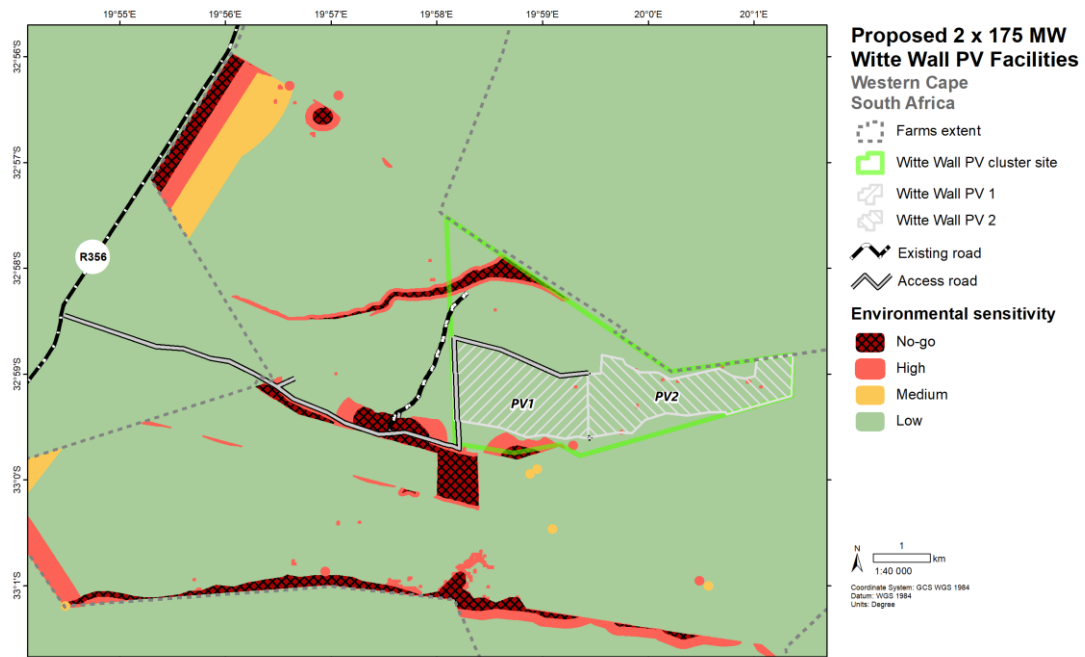 19°55'E 19°56'E 19°57'E 19°58'E 19°59'E 20°0'E 20°1'E
32°56'S
32°57'S
32°58'S
32°59'S
33°0'S
33°1'S
R356
PV1
PV2
Proposed 2 x 175 MW
Witte Wall PV Facilities
Western Cape
South Africa
Farms extent
Witte Wall PV cluster site
Witte Wall PV 1
Witte Wall PV 2
Existing road
Access road
Environmental sensitivity
No-go
High
Medium
Low
N
1
km
1:40 000
Coordinate System: GCS WGS 1984
Datum: WGS 1984
Units: Degree